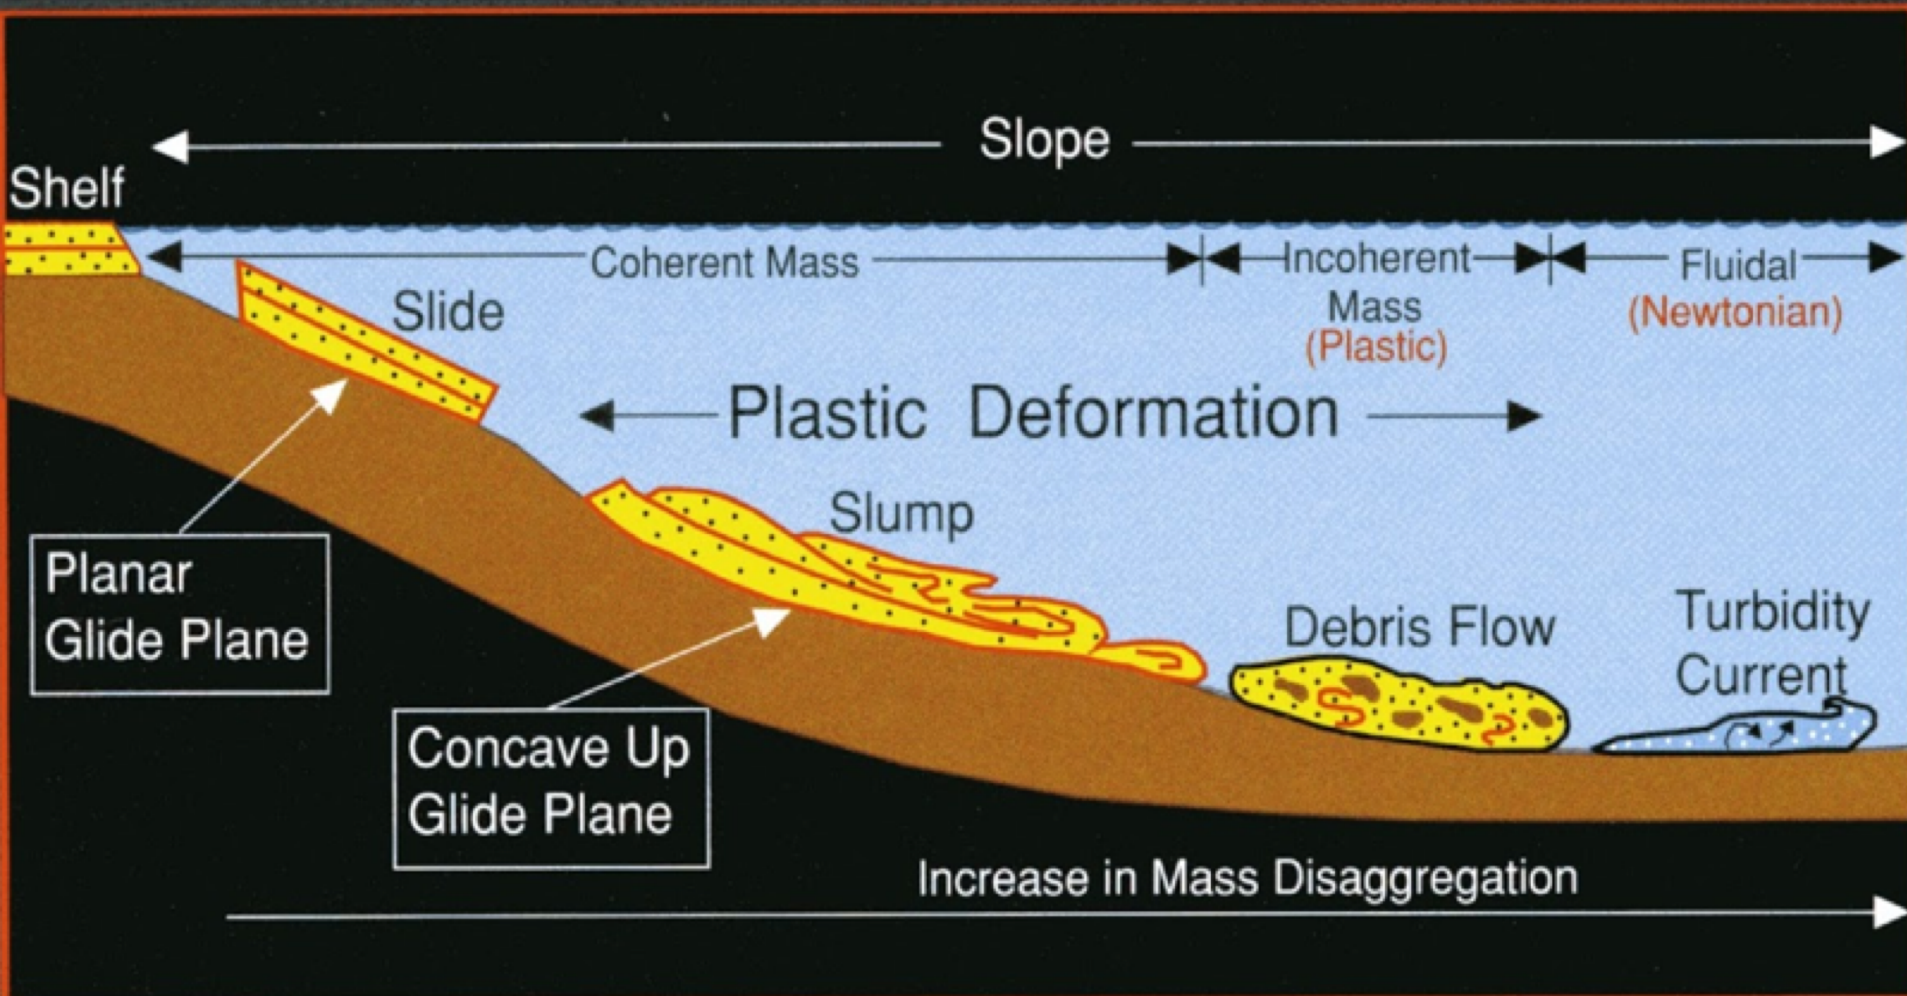 Slope
Shelf
Coherent Mass
Incoherent
Mass
(Plastic)
Fluidal
(Newtonian)
Slide
Plastic Deformation
Slump
Planar
Glide Plane
Debris Flow
Turbidity
Current
Concave Up
Glide Plane
Increase in Mass Disaggregation